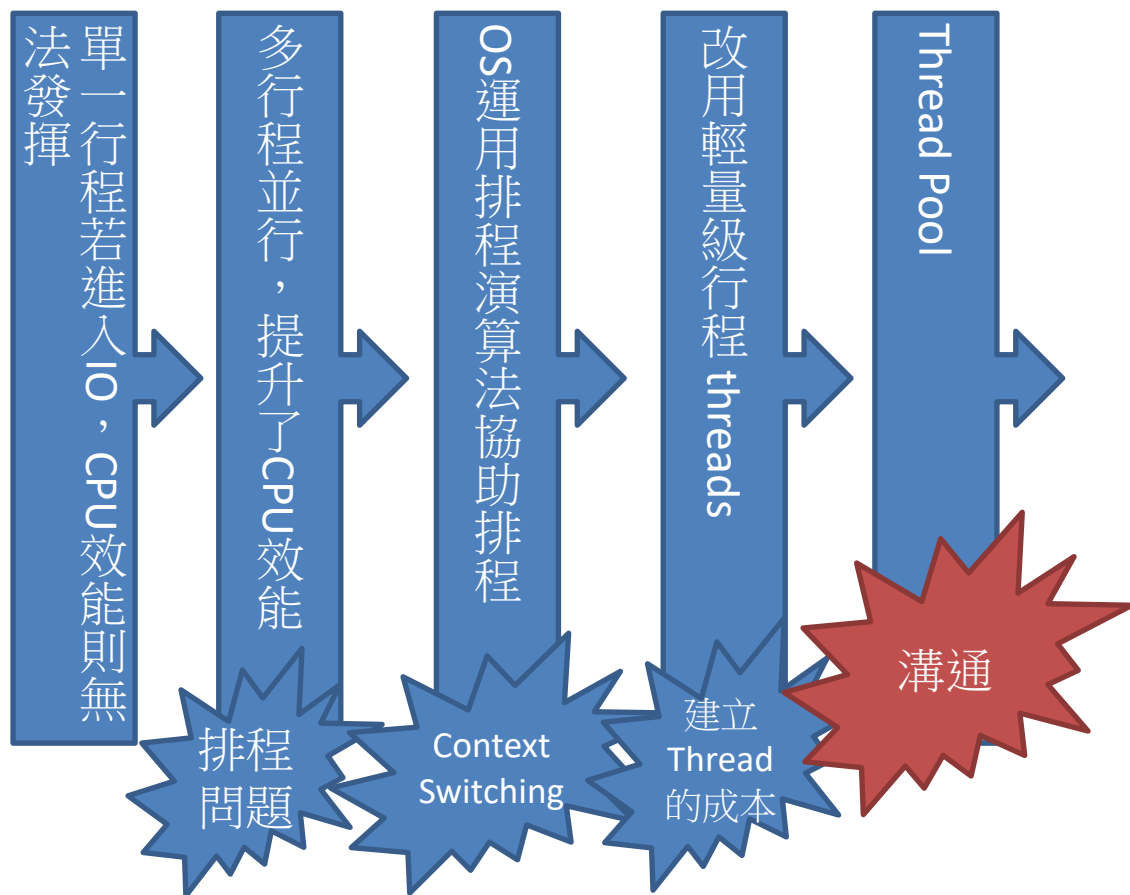 單一行程若進入IO，CPU效能則無
法發揮
多行程並行，提升了CPU效能
OS運用排程演算法協助排程
改用輕量級行程 threads
Thread Pool
排程
問題
Context
Switching
建立
Thread
的成本
溝通